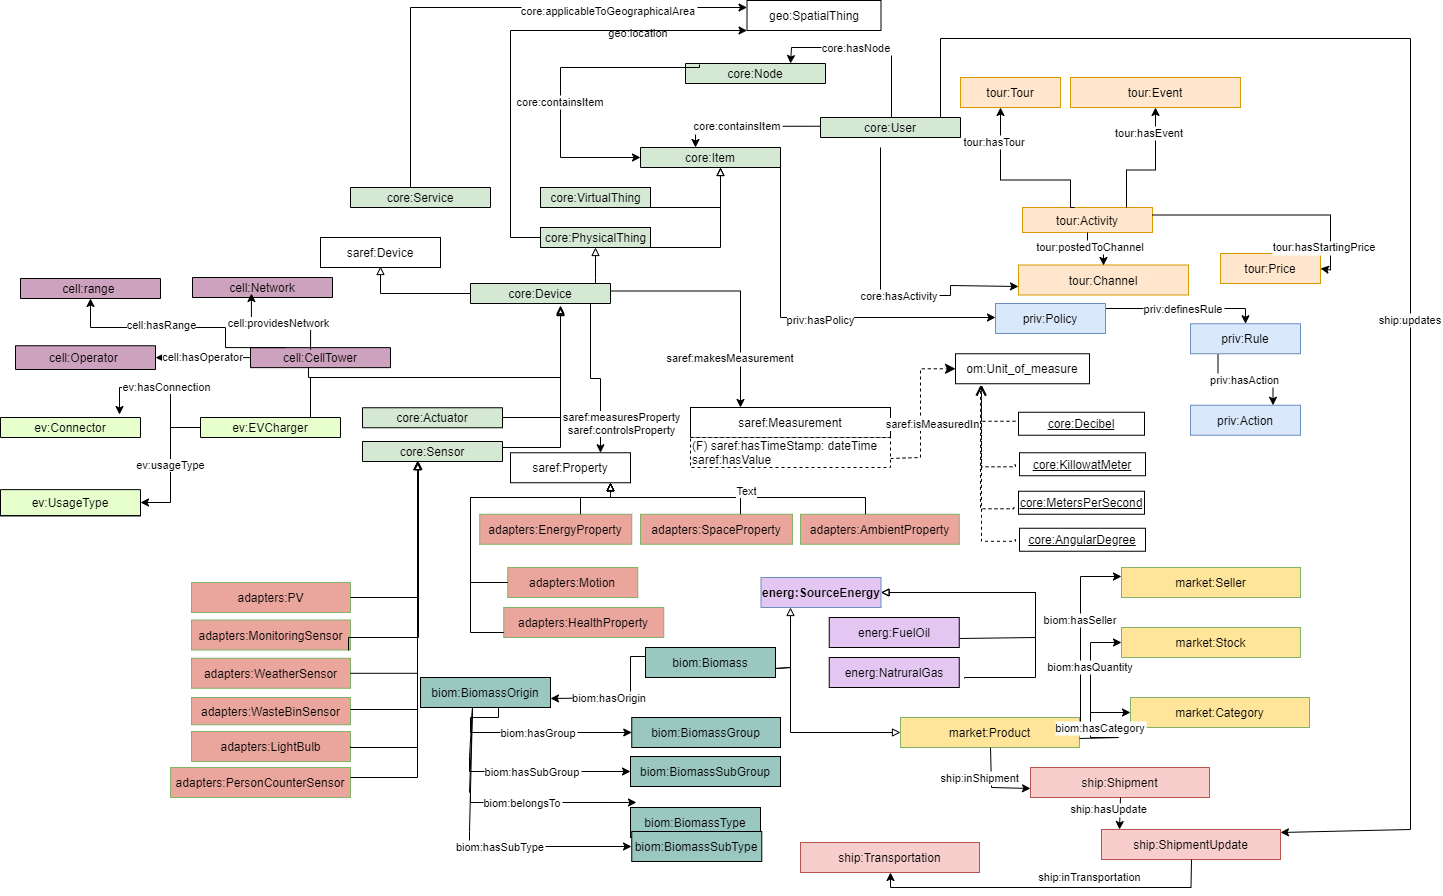 core:applicableToGeographicalArea
geo:SpatialThing
geo:location
core:hasNode
core:Node
core:containsItem
tour:Tour
tour:Event
core:containsItem
core:User
tour:hasEvent
tour:hasTour
core:Item
core:Service
core:VirtualThing
tour:Activity
core:PhysicalThing
saref:Device
tour:postedToChannel
tour:hasStartingPrice
tour:Price
tour:Channel
cell:range
cell:Network
core:Device
core:hasActivity
cell:hasRange
cell:providesNetwork
priv:hasPolicy
priv:Policy
priv:definesRule
ship:updates
priv:Rule
cell:Operator
cell:hasOperator
cell:CellTower
saref:makesMeasurement
om:Unit_of_measure
priv:hasAction
ev:hasConnection
core:Actuator
saref:measuresProperty
saref:controlsProperty
saref:Measurement
saref:isMeasuredIn
core:Decibel
priv:Action
ev:Connector
ev:EVCharger
core:Sensor
(F) saref:hasTimeStamp: dateTime
saref:hasValue
ev:usageType
saref:Property
core:KillowatMeter
Text
ev:UsageType
core:MetersPerSecond
adapters:EnergyProperty
adapters:SpaceProperty
adapters:AmbientProperty
core:AngularDegree
adapters:Motion
energ:SourceEnergy
market:Seller
adapters:PV
adapters:HealthProperty
biom:hasSeller
adapters:MonitoringSensor
energ:FuelOil
market:Stock
biom:Biomass
biom:hasQuantity
adapters:WeatherSensor
energ:NatruralGas
biom:BiomassOrigin
biom:hasOrigin
adapters:WasteBinSensor
market:Category
biom:hasGroup
biom:BiomassGroup
market:Product
biom:hasCategory
adapters:LightBulb
biom:hasSubGroup
biom:BiomassSubGroup
ship:inShipment
ship:Shipment
adapters:PersonCounterSensor
biom:belongsTo
ship:hasUpdate
biom:BiomassType
biom:hasSubType
biom:BiomassSubType
ship:ShipmentUpdate
ship:Transportation
ship:inTransportation